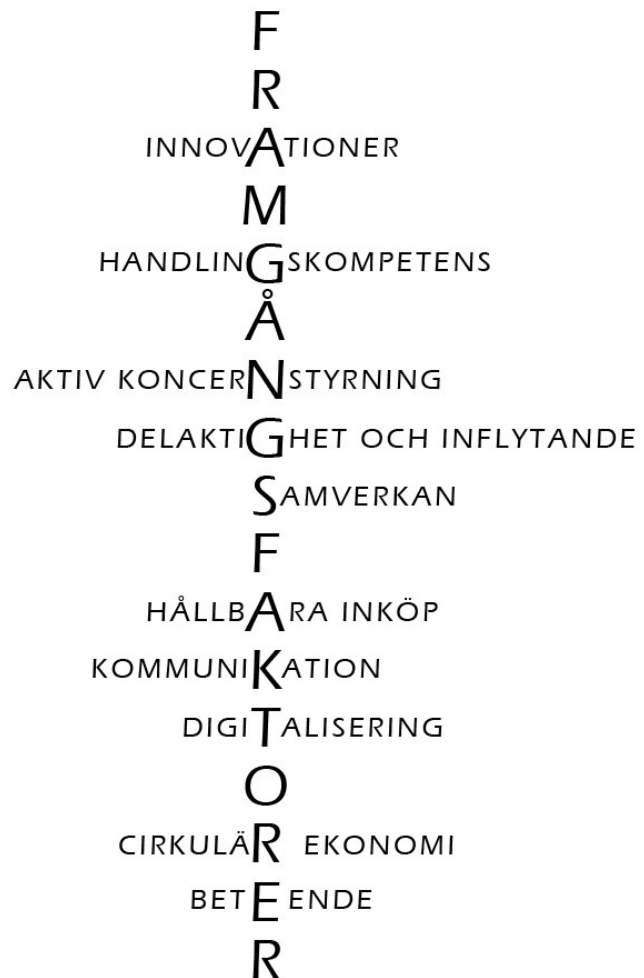 F
R
INNOVATIONER
M
HANDLINGSKOMPETENS
Å
AKTIV KONCERNSTYRNING
DELAKTIGHET OCH INFLYTANDE
SAMVERKAN
F
HÅLLBARA INKÖP
KOMMUNIKATION
DIGITALISERING
O
CIRKULÄR EKONOMI
BETEENDE
R